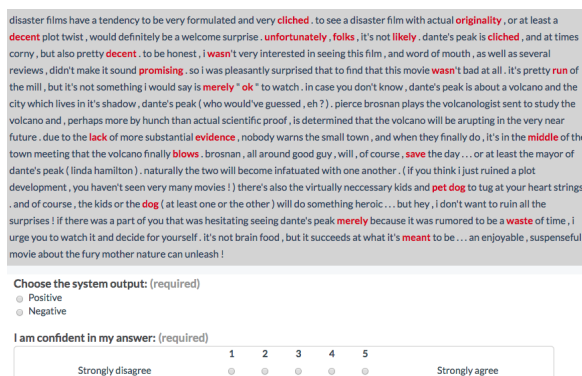 disaster films have a tendency to be very formulated and very cliched . to see a disaster film with actual originality , or at least a
decent plot twist , would definitely be a welcome surprise . unfortunately , folks , it's not likely . dante's peak is cliched , and at times
corny , but also pretty decent . to be honest , i wasn't very interested in seeing this film , and word of mouth , as well as several
reviews , didn't make it sound promising . so i was pleasantly surprised that to find that this movie wasn't bad at all . it's pretty run of
the mill , but it's not something i would say is merely " ok " to watch . in case you don't know , dante's peak is about a volcano and the
city which lives in it's shadow , dante's peak ( who would've guessed , eh ? ) . pierce brosnan plays the volcanologist sent to study the
volcano and , perhaps more by hunch than actual scientific proof , is determined that the volcano will be arupting in the very near
future . due to the lack of more substantial evidence , nobody warns the small town , and when they finally do , it's in the middle of the
town meeting that the volcano finally blows . brosnan , all around good guy , will , of course , save the day . . . or at least the mayor of
dante's peak ( linda hamilton ) . naturally the two will become infatuated with one another . ( if you think i just ruined a plot
development , you haven't seen very many movies ! ) there's also the virtually neccessary kids and pet dog to tug at your heart strings
. and of course , the kids or the dog ( at least one or the other ) will do something heroic . . . but hey , i don't want to ruin all the
surprises ! if there was a part of you that was hesitating seeing dante's peak merely because it was rumored to be a waste of time , i
urge you to watch it and decide for yourself . it's not brain food , but it succeeds at what it's meant to be . . . an enjoyable , suspenseful
movie about the fury mother nature can unleash !
Choose the system output: (required)
Positive
Negative
I am confident in my answer: (required)
1 2 3 4 5
Strongly disagree Strongly agree